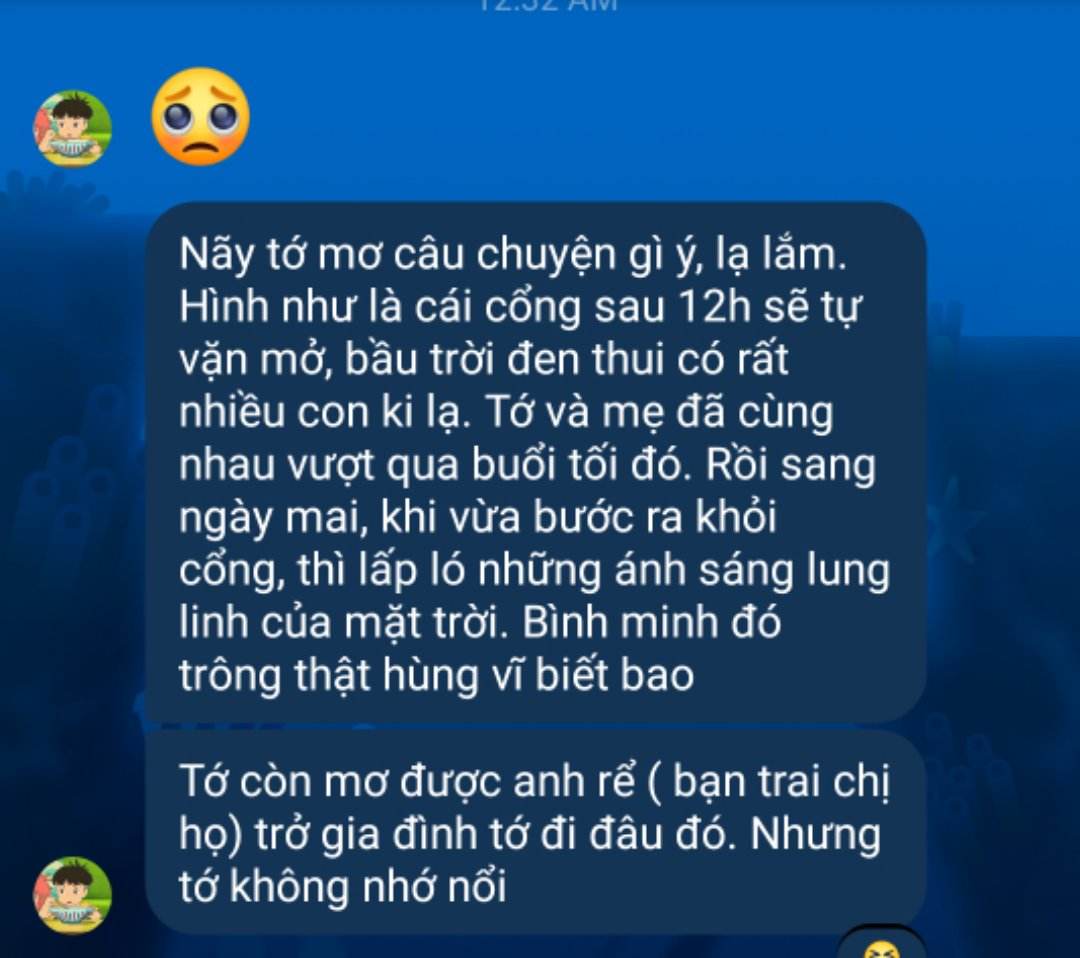 12:32 AM
Nãy tớ mơ câu chuyện gì ý, lạ lắm.
Hình như là cái cổng sau 12h sẽ tự
vặn mở, bầu trời đen thui có rất
nhiều con ki lạ. Tớ và mẹ đã cùng
nhau vượt qua buổi tối đó. Rồi sang
ngày mai, khi vừa bước ra khỏi
cổng, thì lấp ló những ánh sáng lung
linh của mặt trời. Bình minh đó
trông thật hùng vĩ biết bao
Tớ còn mơ được anh rể ( bạn trai chị
họ) trở gia đình tớ đi đâu đó. Nhưng
tớ không nhớ nổi